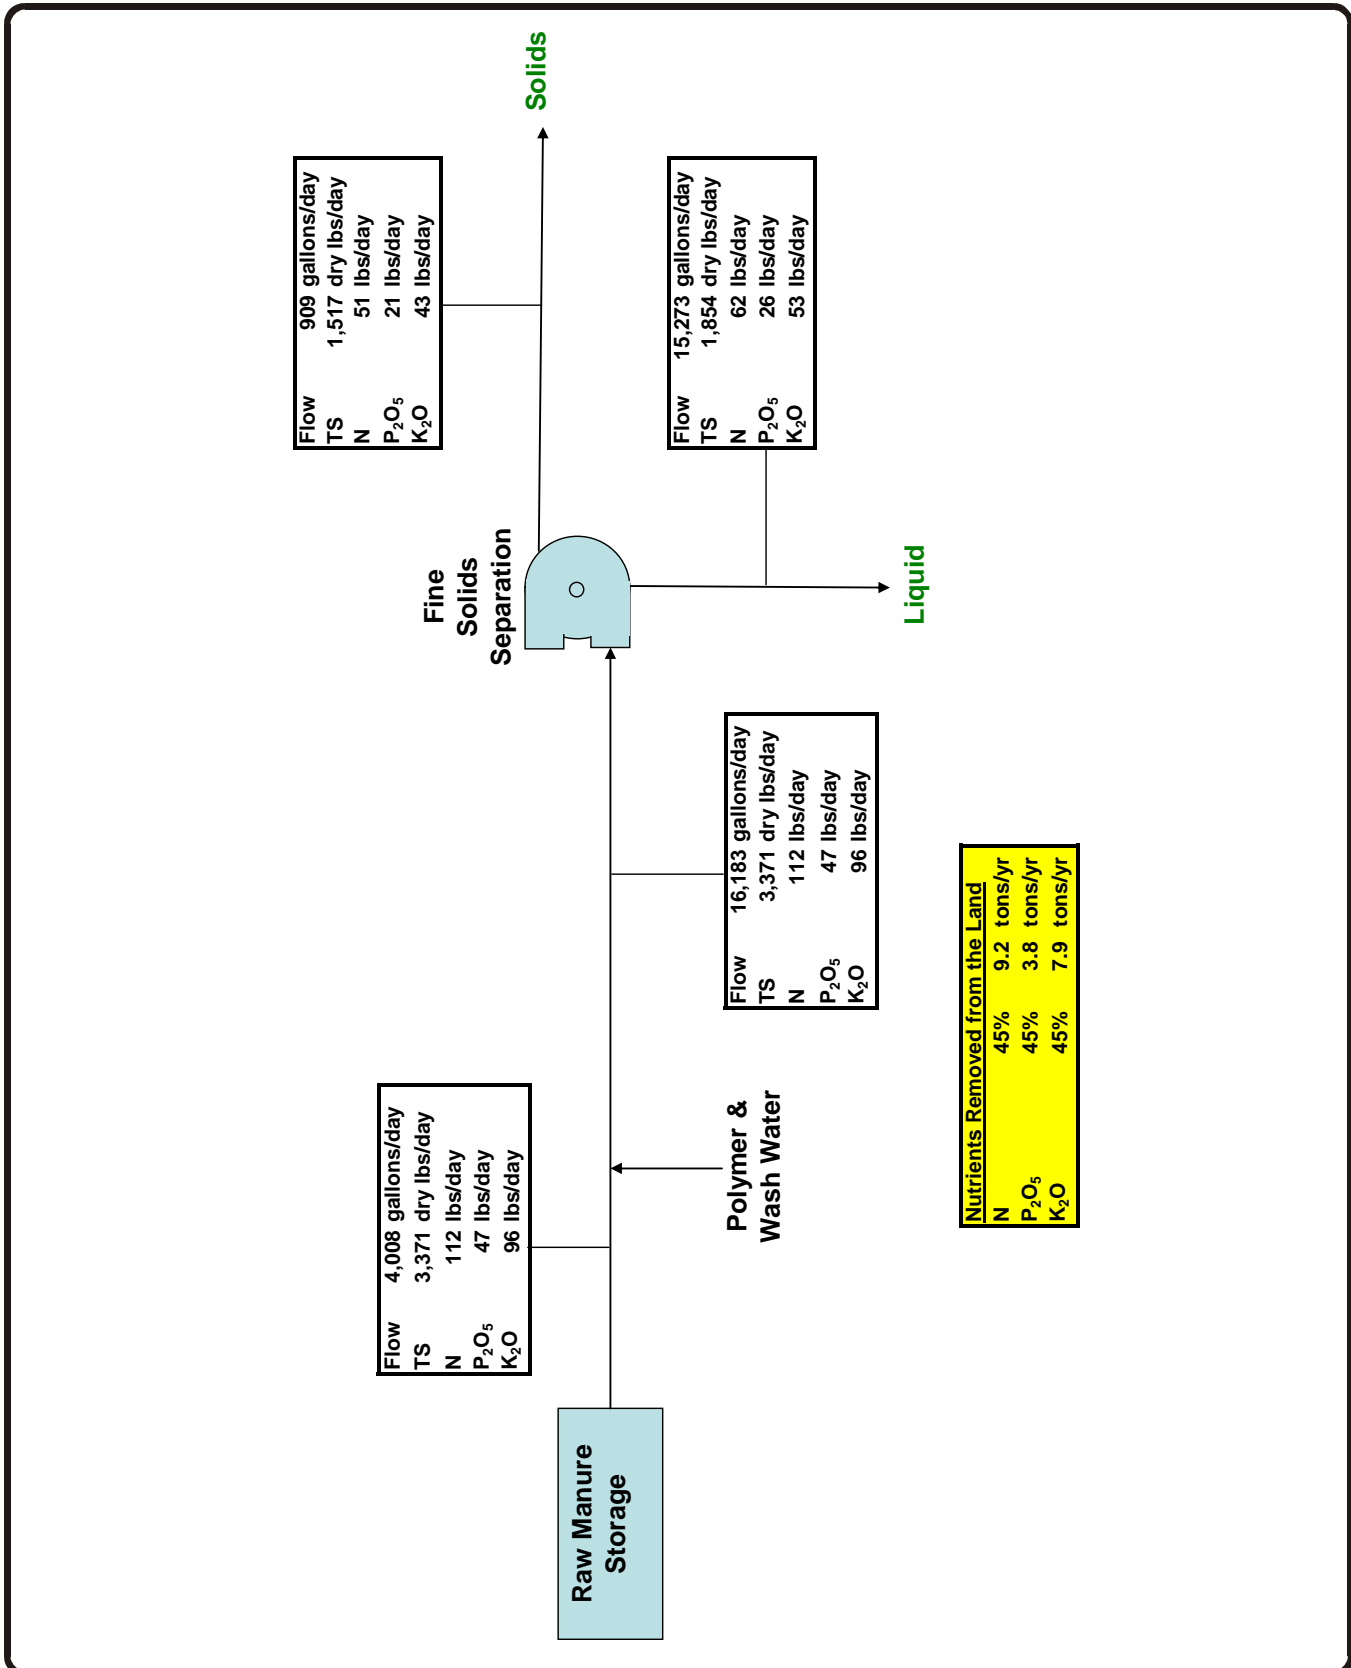 Raw Manure
Storage
Flow 4,008 gallons/day
TS 3,371 dry lbs/day
N 112 lbs/day
P₂O₅ 47 lbs/day
K₂O 96 lbs/day
Polymer &
Wash Water
Flow 16,183 gallons/day
TS 3,371 dry lbs/day
N 112 lbs/day
P₂O₅ 47 lbs/day
K₂O 96 lbs/day
Fine
Solids
Separation
Flow 909 gallons/day
TS 1,517 dry lbs/day
N 51 lbs/day
P₂O₅ 21 lbs/day
K₂O 43 lbs/day
Solids
Flow 15,273 gallons/day
TS 1,854 dry lbs/day
N 62 lbs/day
P₂O₅ 26 lbs/day
K₂O 53 lbs/day
Liquid
Nutrients Removed from the Land
N 45% 9.2 tons/yr
P₂O₅ 45% 3.8 tons/yr
K₂O 45% 7.9 tons/yr